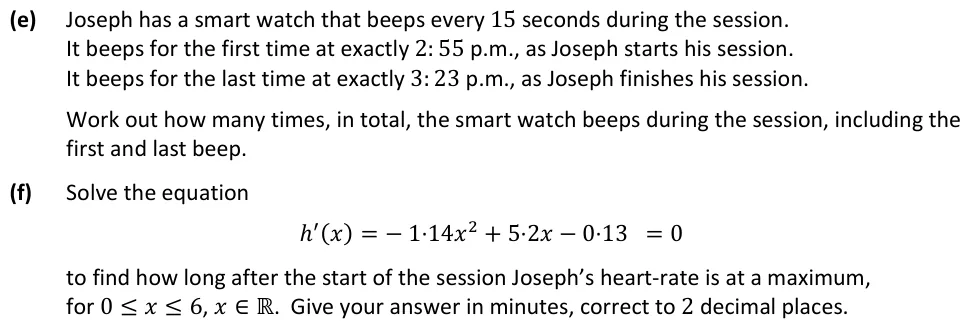 (e) Joseph has a smart watch that beeps every 15 seconds during the session.
It beeps for the first time at exactly 2: 55 p.m., as Joseph starts his session.
It beeps for the last time at exactly 3: 23 p.m., as Joseph finishes his session.
Work out how many times, in total, the smart watch beeps during the session, including the
first and last beep.
(f) Solve the equation
h′(x) = − 1·14x² + 5·2x − 0·13 = 0
to find how long after the start of the session Joseph’s heart-rate is at a maximum,
for 0 ≤ x ≤ 6, x ∈ ℝ. Give your answer in minutes, correct to 2 decimal places.